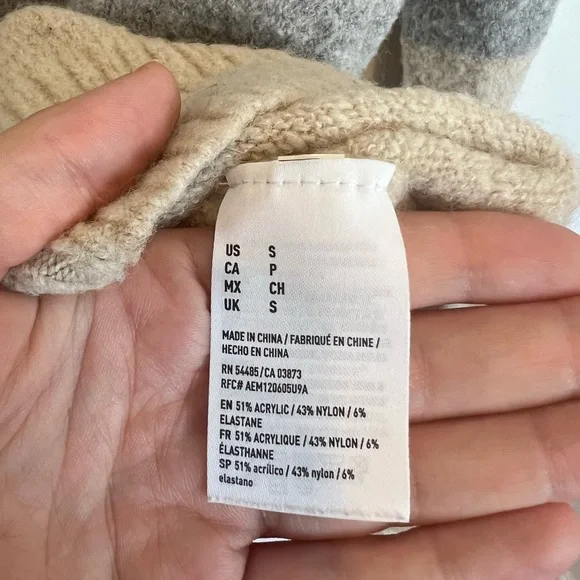 US S
CA P
MX CH
UK S
MADE IN CHINA / FABRIQUÉ EN CHINE /
HECHO EN CHINA
RN 54485/CA 03873
RFC# AEM120605U9A
EN 51% ACRYLIC / 43% NYLON / 6%
ELASTANE
FR 51% ACRYLIQUE / 43% NYLON / 6%
ÉLASTHANNE
SP 51% acrílico / 43% nylon / 6%
elastano